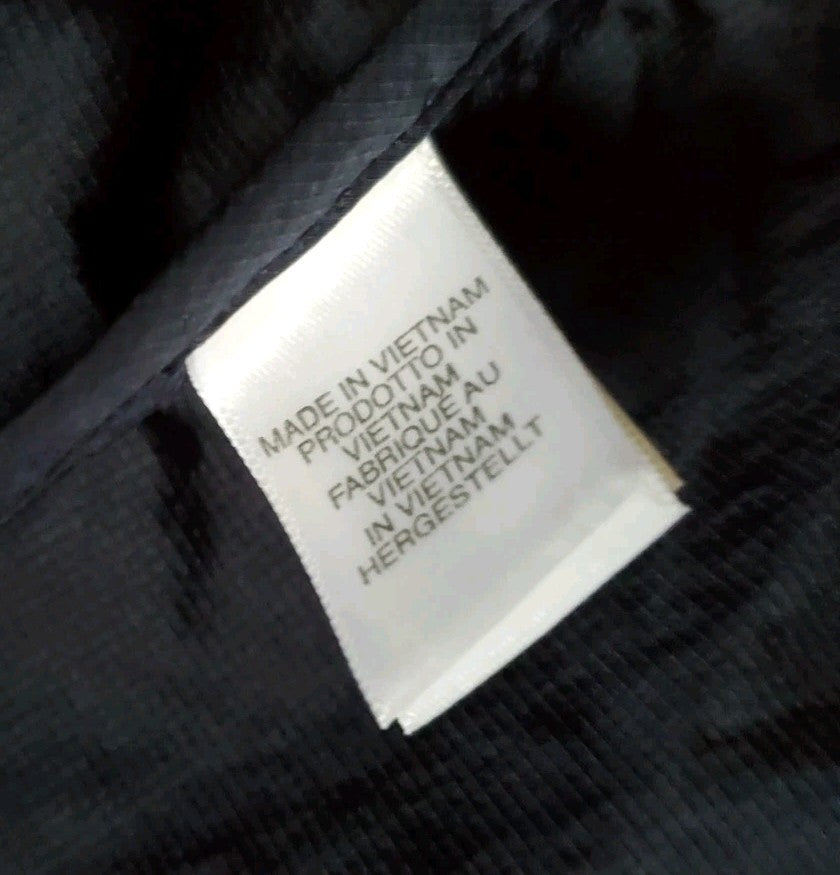 MADE IN VIETNAM
PRODOTTO IN
VIETNAM
FABRIQUÉ AU
VIETNAM
IN VIETNAM
HERGESTELLT